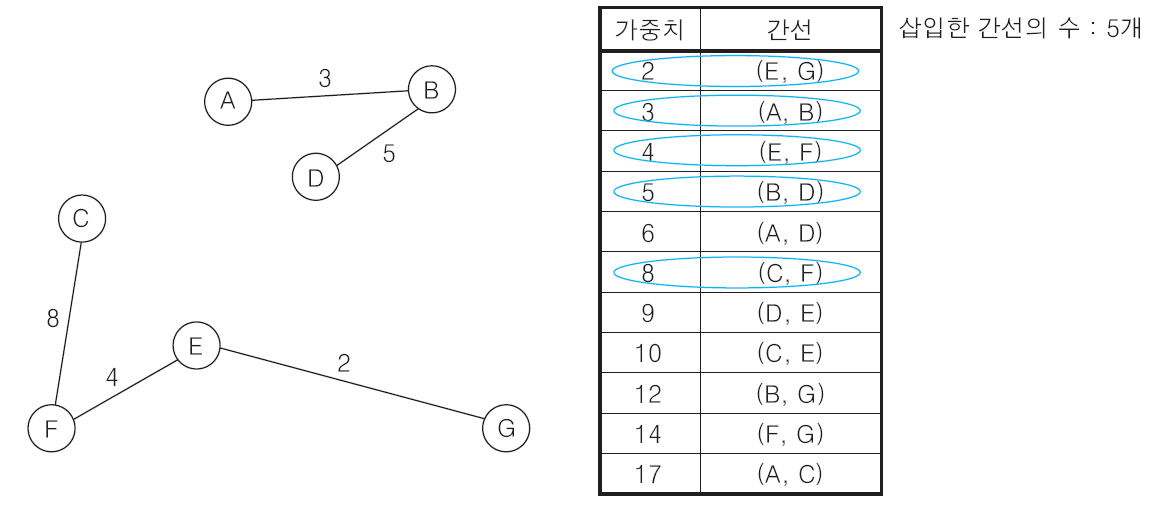 가중치 간선
삽입한 간선의 수 : 5개
2 (E, G)
3 (A, B)
4 (E, F)
5 (B, D)
6 (A, D)
8 (C, F)
9 (D, E)
10 (C, E)
12 (B, G)
14 (F, G)
17 (A, C)
A
3
B
5
D
C
8
E
4
2
F
G